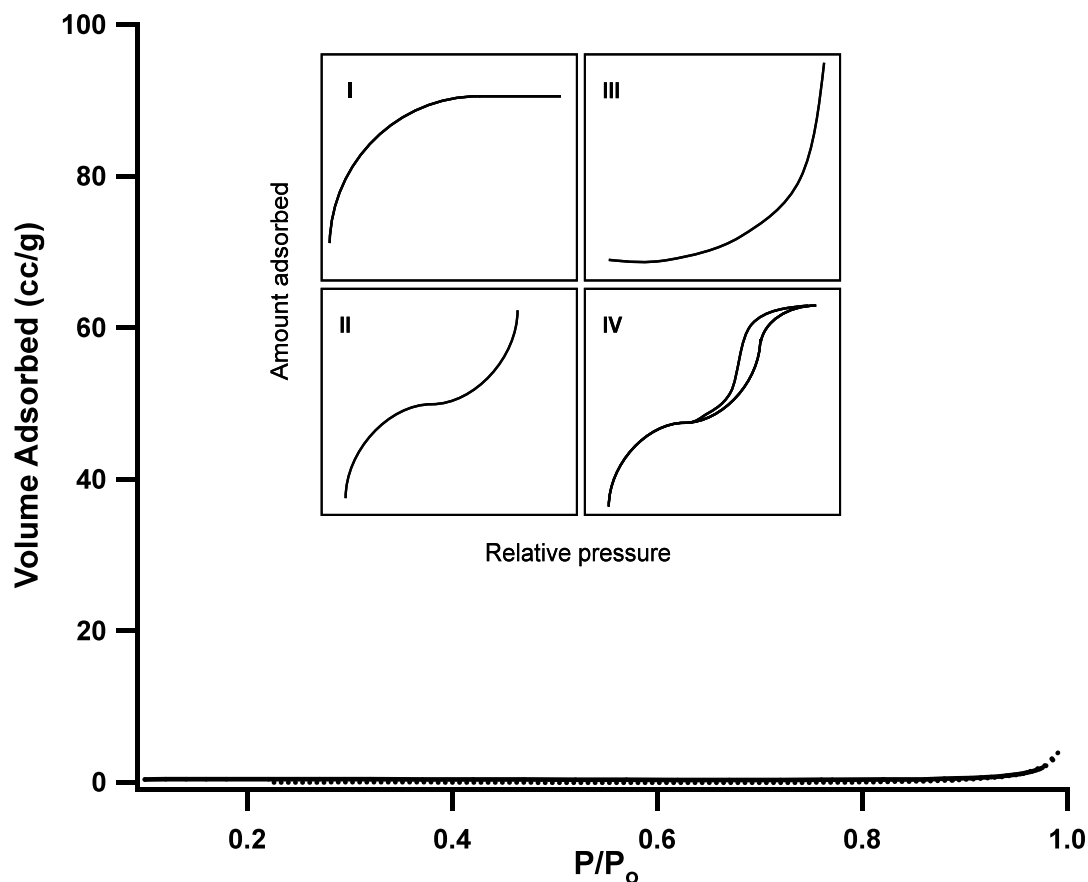 100
80
60
40
20
0
Volume Adsorbed (cc/g)
I
III
II
IV
Amount adsorbed
Relative pressure
0.2
0.4
0.6
0.8
1.0
P/Po